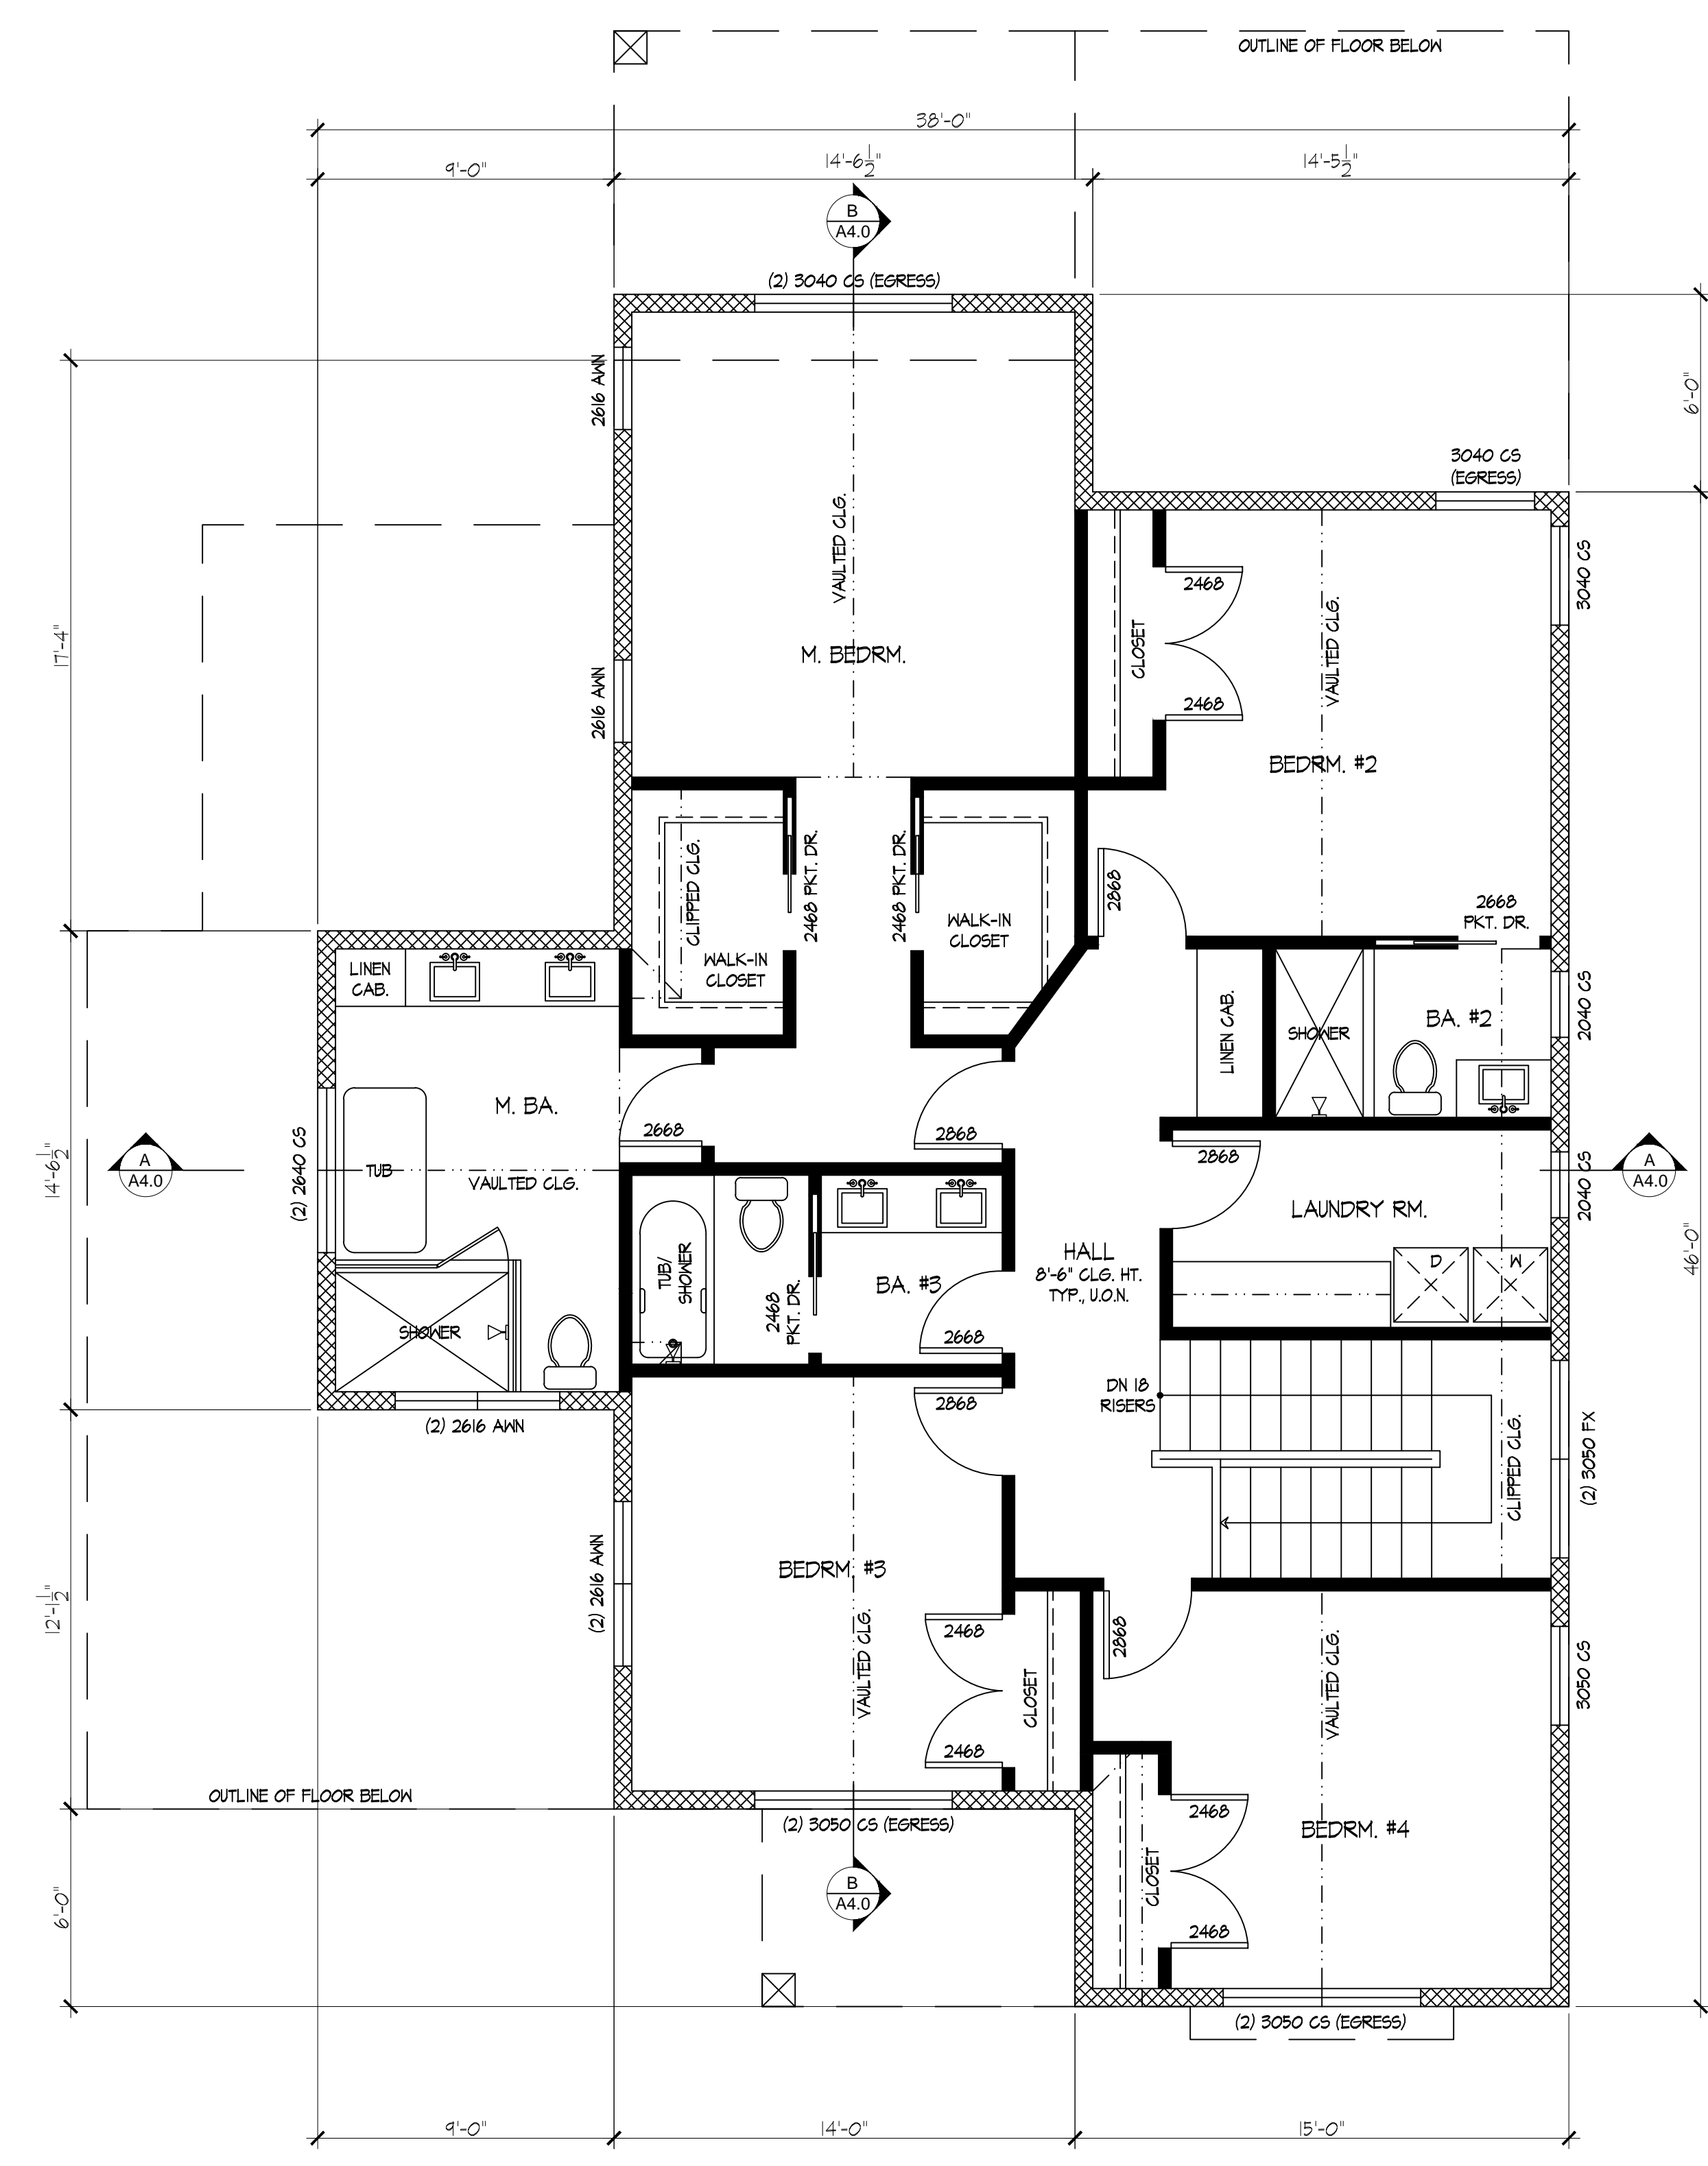 OUTLINE OF FLOOR BELOW
38'-0"
9'-0"
14'-6 1/2"
14'-5 1/2"
B
A4.0
(2) 3040 CS (EGRESS)
2616 AWN
6'-0"
3040 CS
(EGRESS)
VAULTED CLG.
2468
3040 CS
CLOSET
VAULTED CLG.
17'-4"
M. BEDRM.
2616 AWN
2468
BEDRM. #2
CLIPPED CLG.
2468 PKT. DR.
2468 PKT. DR.
2868
2668
PKT. DR.
WALK-IN
CLOSET
WALK-IN
CLOSET
LINEN
CAB.
2040 CS
BA. #2
SHOWER
LINEN CAB.
M. BA.
2668
2868
2868
14'-6 1/2"
A
A4.0
(2) 2640 CS
TUB
VAULTED CLG.
2040 CS
A
A4.0
LAUNDRY RM.
46'-0"
HALL
8'-6" CLG. HT.
TYP., U.O.N.
D
W
TUB/
SHOWER
BA. #3
2468
PKT. DR.
SHOWER
2668
DN 18
RISERS
2868
(2) 2616 AWN
CLIPPED CLG.
(2) 3050 FX
BEDRM. #3
(2) 2616 AWN
12'-1 1/2"
2468
2868
VAULTED CLG.
VAULTED CLG.
3050 CS
CLOSET
2468
OUTLINE OF FLOOR BELOW
2468
(2) 3050 CS (EGRESS)
BEDRM. #4
CLOSET
B
A4.0
6'-0"
2468
(2) 3050 CS (EGRESS)
9'-0"
14'-0"
15'-0"